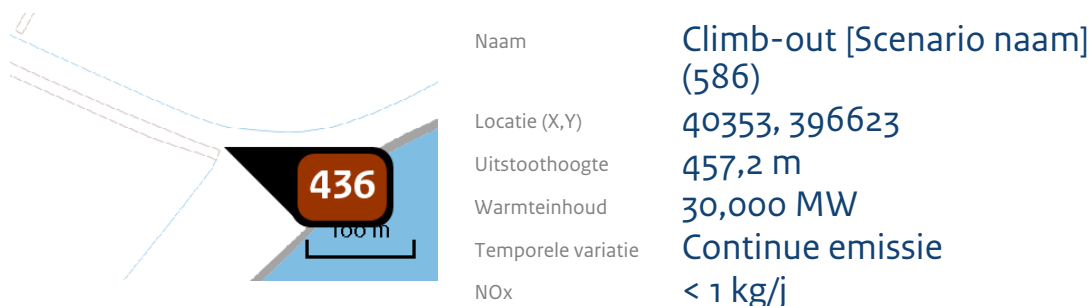 436
100 m
Naam Climb-out [Scenario naam]
(586)
Locatie (X,Y) 40353, 396623
Uitstoothoogte 457,2 m
Warmteinhoud 30,000 MW
Temporele variatie Continue emissie
NOx < 1 kg/j